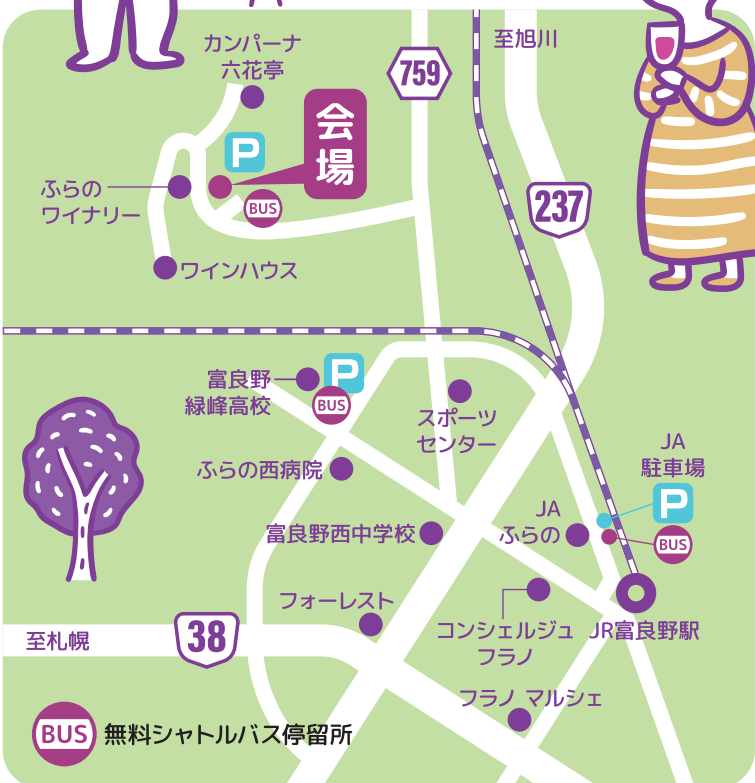 カンパーナ
六花亭
759
至旭川
会場
P
ふらの
ワイナリー
BUS
237
ワインハウス
富良野
緑峰高校
P
BUS
スポーツ
センター
ふらの西病院
JA
駐車場
P
富良野西中学校
JA
ふらの
BUS
フォーレスト
コンシェルジュ
フラノ
JR富良野駅
至札幌
38
フラノ マルシェ
BUS 無料シャトルバス停留所